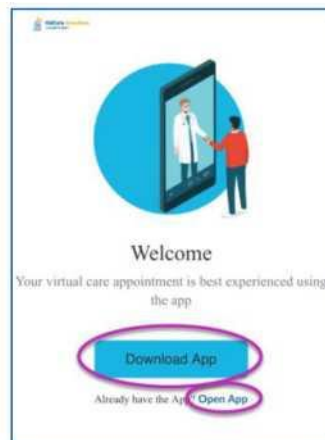 Welcome
Your virtual care appointment is best experienced using
the app
Download App
Already have the App? Open App